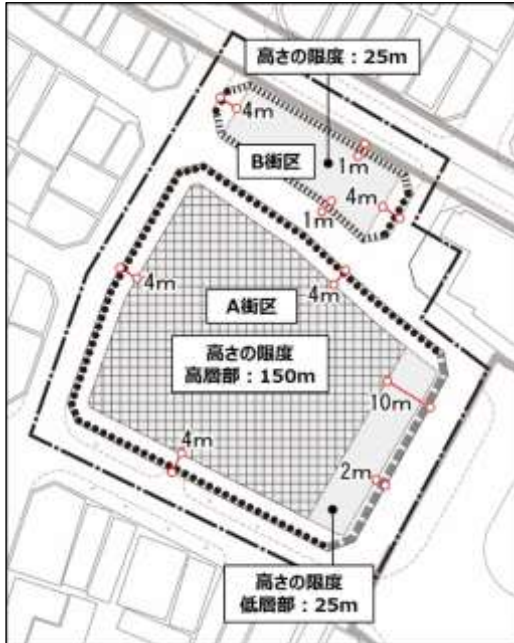 高さの限度：25m
4m
B街区
1m
4m
1m
4m
4m
A街区
高さの限度
高層部：150m
10m
4m
2m
高さの限度
低層部：25m